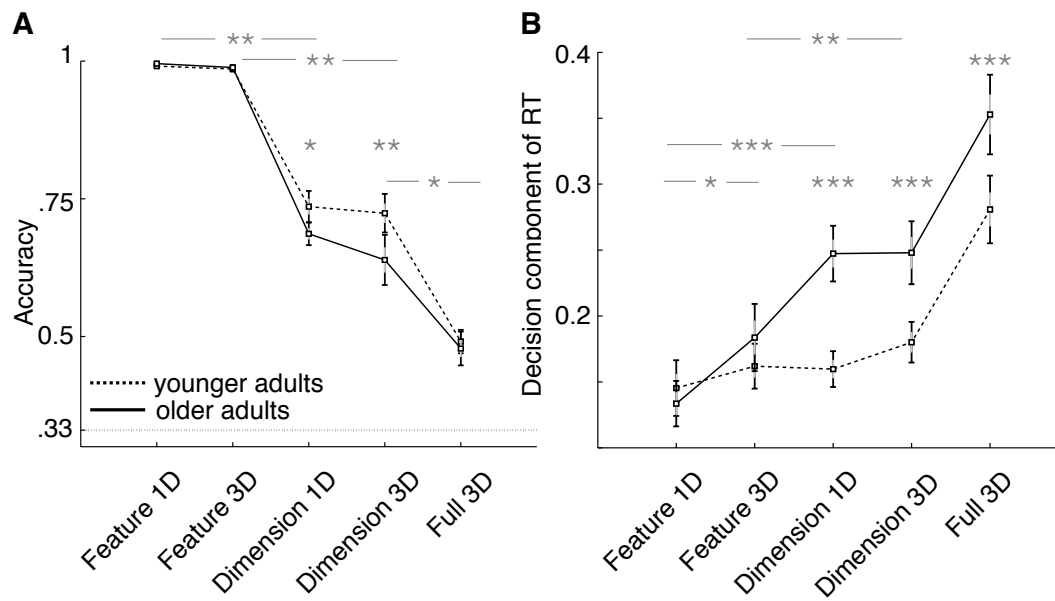 A
**
1
**
*
**
*
.75
Accuracy
0.5
younger adults
older adults
.33
Feature 1D
Feature 3D
Dimension 1D
Dimension 3D
Full 3D
B
0.4
**
***
***
*
***
***
0.3
Decision component of RT
0.2
Feature 1D
Feature 3D
Dimension 1D
Dimension 3D
Full 3D